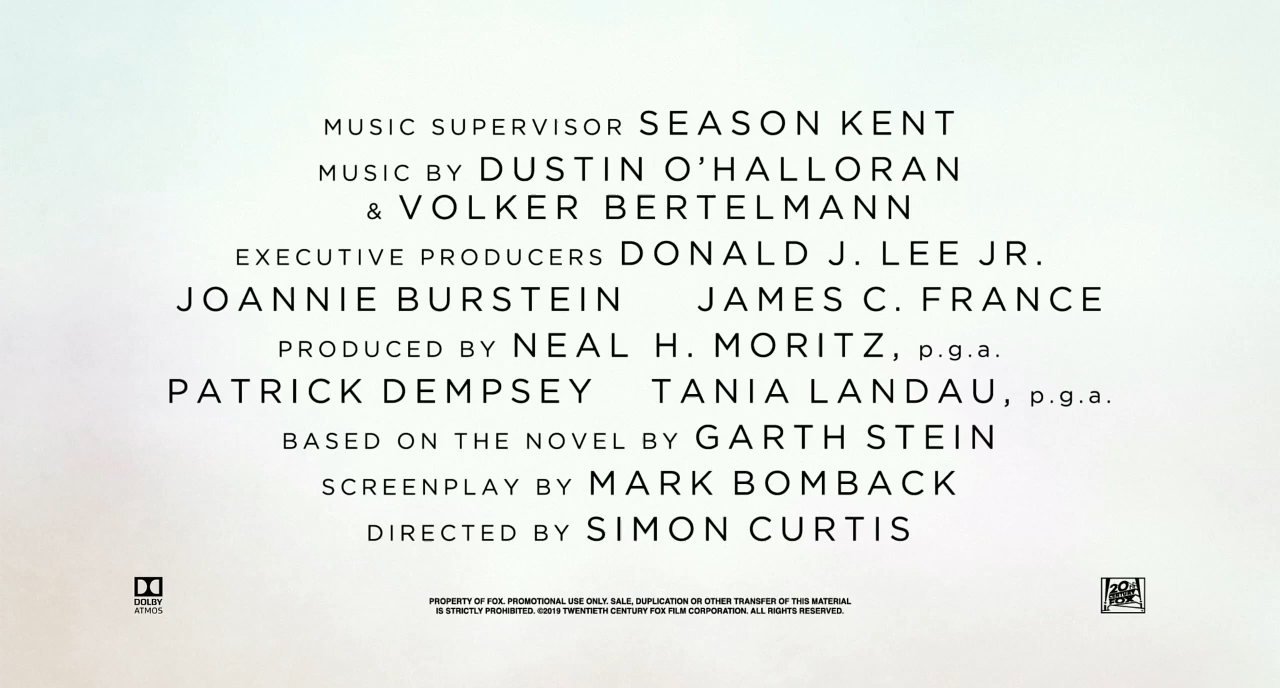 MUSIC SUPERVISOR SEASON KENT
MUSIC BY DUSTIN O’HALLORAN
& VOLKER BERTELMANN
EXECUTIVE PRODUCERS DONALD J. LEE JR.
JOANNIE BURSTEIN JAMES C. FRANCE
PRODUCED BY NEAL H. MORITZ, p.g.a.
PATRICK DEMPSEY TANIA LANDAU, p.g.a.
BASED ON THE NOVEL BY GARTH STEIN
SCREENPLAY BY MARK BOMBACK
DIRECTED BY SIMON CURTIS
DOLBY
ATMOS
PROPERTY OF FOX. PROMOTIONAL USE ONLY. SALE, DUPLICATION OR OTHER TRANSFER OF THIS MATERIAL
IS STRICTLY PROHIBITED. ©2019 TWENTIETH CENTURY FOX FILM CORPORATION. ALL RIGHTS RESERVED.
20th
CENTURY
FOX